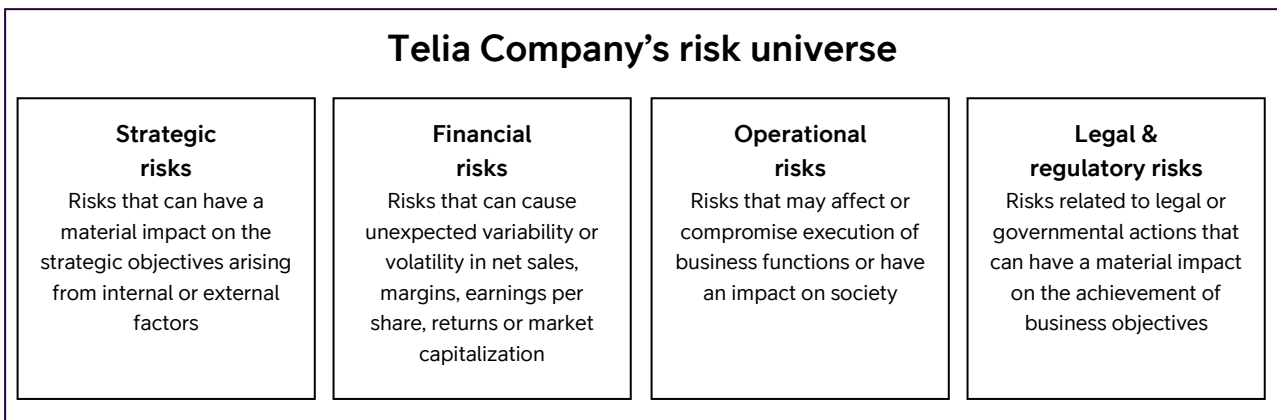 Telia Company’s risk universe
Strategic
risks
Risks that can have a
material impact on the
strategic objectives arising
from internal or external
factors
Financial
risks
Risks that can cause
unexpected variability or
volatility in net sales,
margins, earnings per
share, returns or market
capitalization
Operational
risks
Risks that may affect or
compromise execution of
business functions or have
an impact on society
Legal &
regulatory risks
Risks related to legal or
governmental actions that
can have a material impact
on the achievement of
business objectives